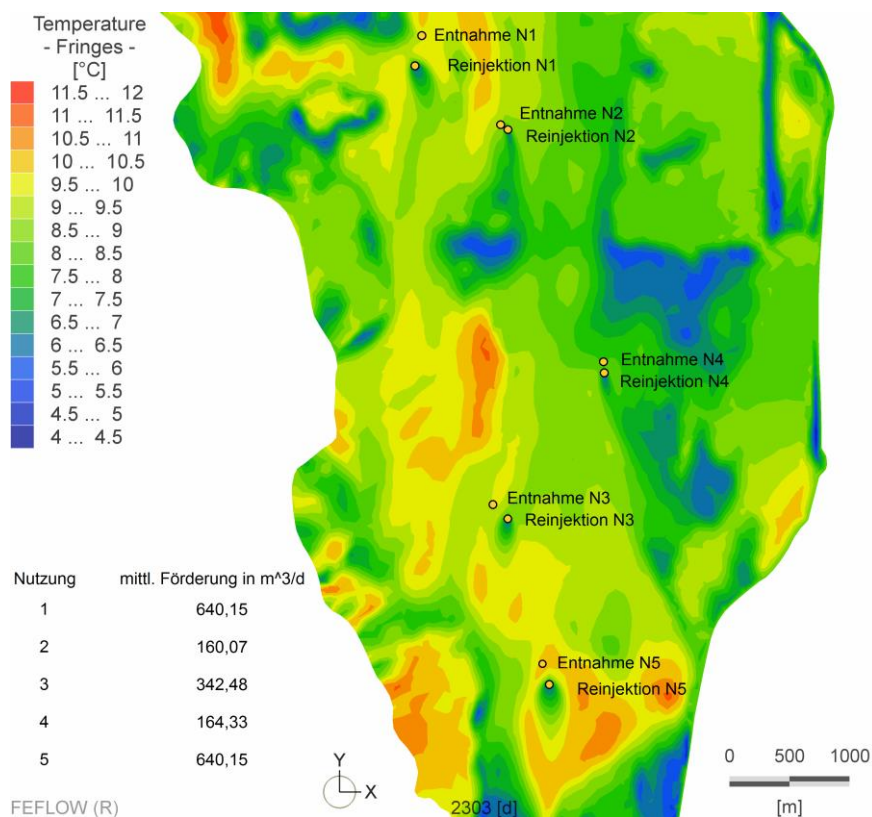 Temperature
- Fringes -
[°C]
11.5 ... 12
11 ... 11.5
10.5 ... 11
10 ... 10.5
9.5 ... 10
9 ... 9.5
8.5 ... 9
8 ... 8.5
7.5 ... 8
7 ... 7.5
6.5 ... 7
6 ... 6.5
5.5 ... 6
5 ... 5.5
4.5 ... 5
4 ... 4.5
Entnahme N1
Reinjektion N1
Entnahme N2
Reinjektion N2
Entnahme N4
Reinjektion N4
Entnahme N3
Reinjektion N3
Entnahme N5
Reinjektion N5
Nutzung mittl. Förderung in m^3/d
1 640,15
2 160,07
3 342,48
4 164,33
5 640,15
Y
X
0 500 1000
[m]
FEFLOW (R)
2303 [d]